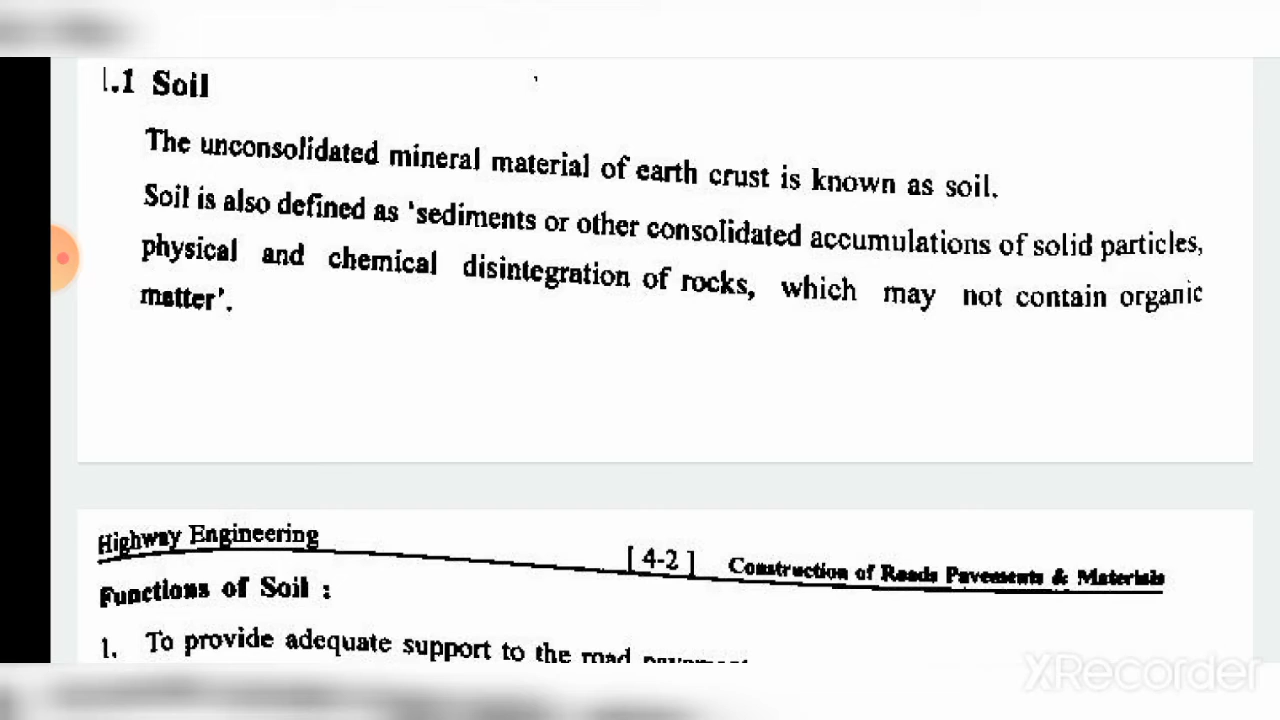 .1 Soil
The unconsolidated mineral material of earth crust is known as soil.
Soil is also defined as 'sediments or other consolidated accumulations of solid particles,
physical and chemical disintegration of rocks, which may not contain organic
matter'.
Highway Engineering [ 4-2 ] Construction of Roads Pavements & Materials
Functions of Soil :
1. To provide adequate support to the road
XRecorder